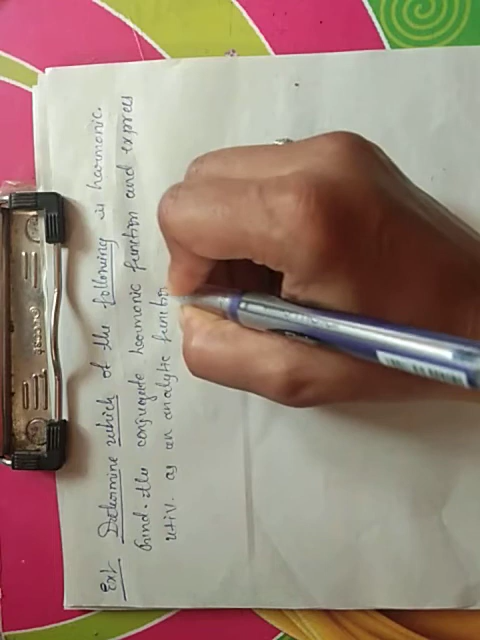 Ex1. Determine which of the following is harmonic.
Find the conjugate harmonic function and express
u+iv. as an analytic function